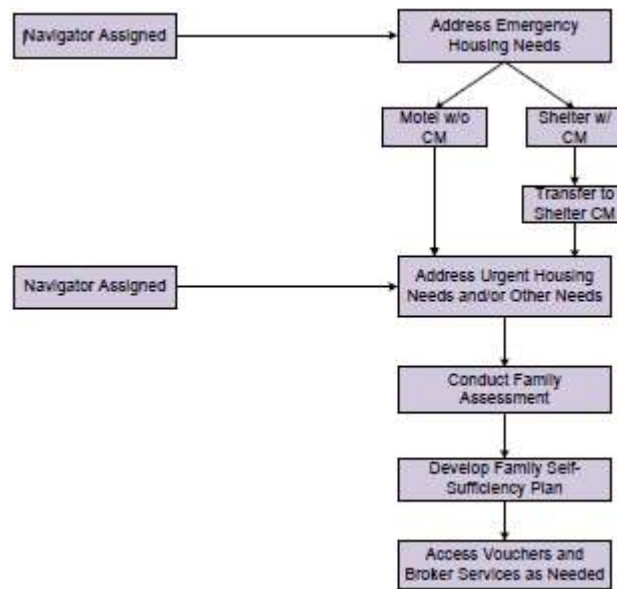 Navigator Assigned
Address Emergency
Housing Needs
Motel w/o
CM
Shelter w/
CM
Transfer to
Shelter CM
Navigator Assigned
Address Urgent Housing
Needs and/or Other Needs
Conduct Family
Assessment
Develop Family Self-
Sufficiency Plan
Access Vouchers and
Broker Services as Needed